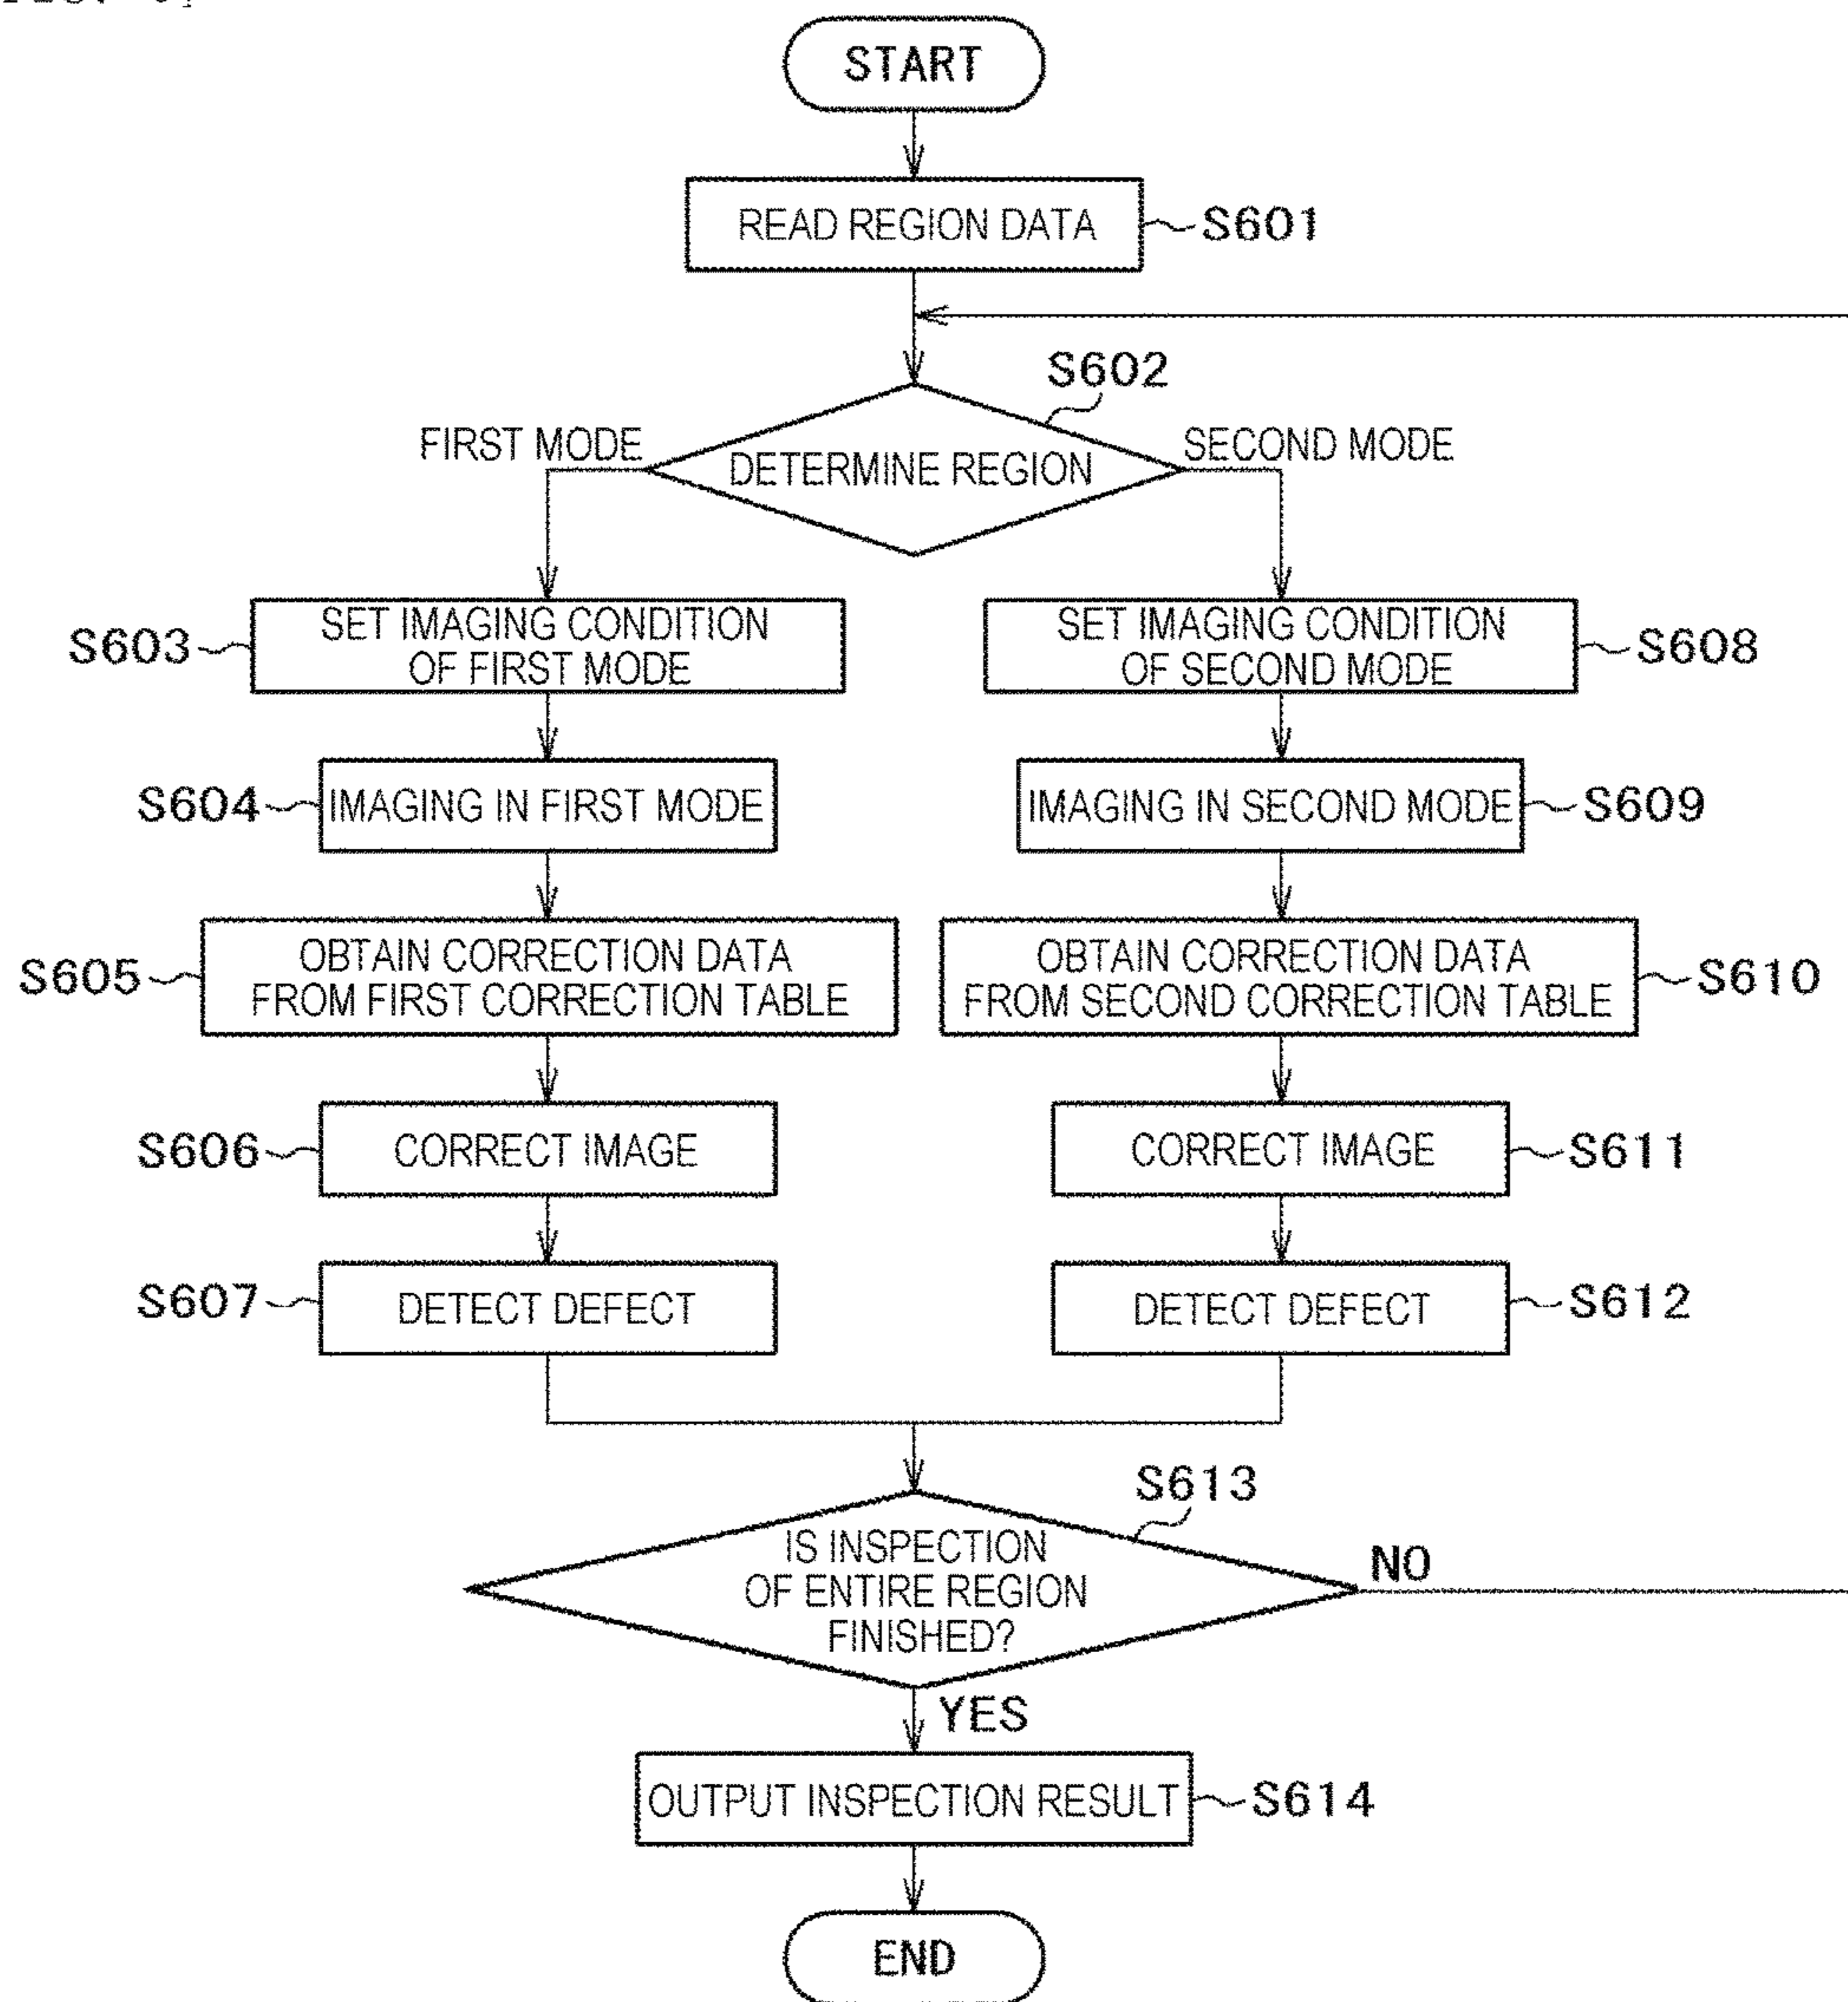 START
READ REGION DATA
S601
S602
FIRST MODE
DETERMINE REGION
SECOND MODE
S603
SET IMAGING CONDITION
OF FIRST MODE
SET IMAGING CONDITION
OF SECOND MODE
S608
S604
IMAGING IN FIRST MODE
IMAGING IN SECOND MODE
S609
S605
OBTAIN CORRECTION DATA
FROM FIRST CORRECTION TABLE
OBTAIN CORRECTION DATA
FROM SECOND CORRECTION TABLE
S610
S606
CORRECT IMAGE
CORRECT IMAGE
S611
S607
DETECT DEFECT
DETECT DEFECT
S612
S613
IS INSPECTION
OF ENTIRE REGION
FINISHED?
NO
YES
OUTPUT INSPECTION RESULT
S614
END